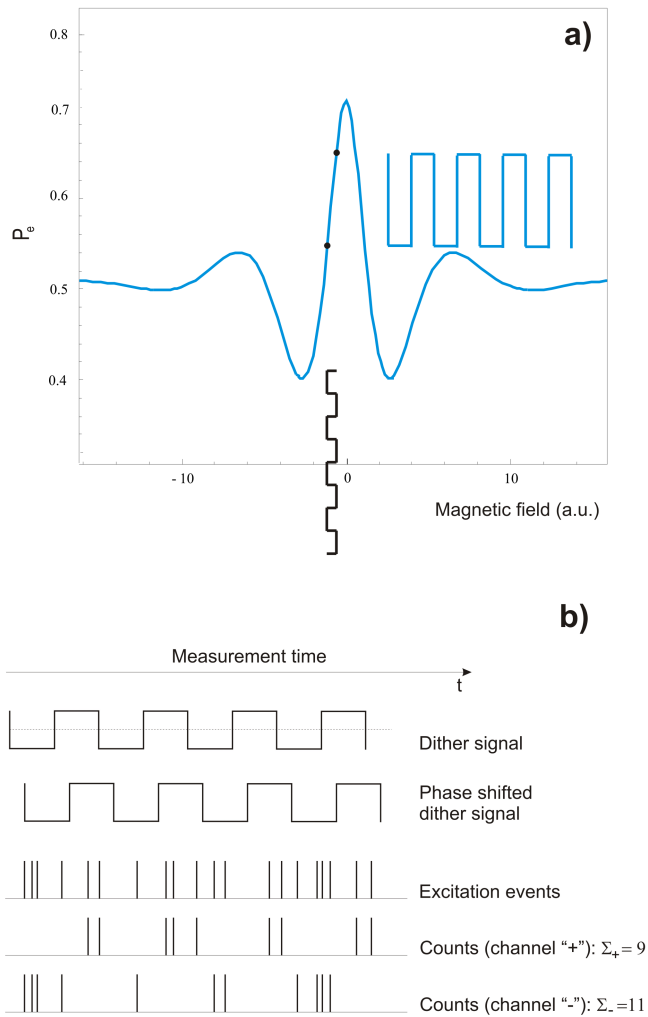 a)
0.8
0.7
0.6
0.5
0.4
Pe
-10
0
10
Magnetic field (a.u.)
b)
Measurement time
t
Dither signal
Phase shifted
dither signal
Excitation events
Counts (channel “+”): Σ+ = 9
Counts (channel “-”): Σ- =11